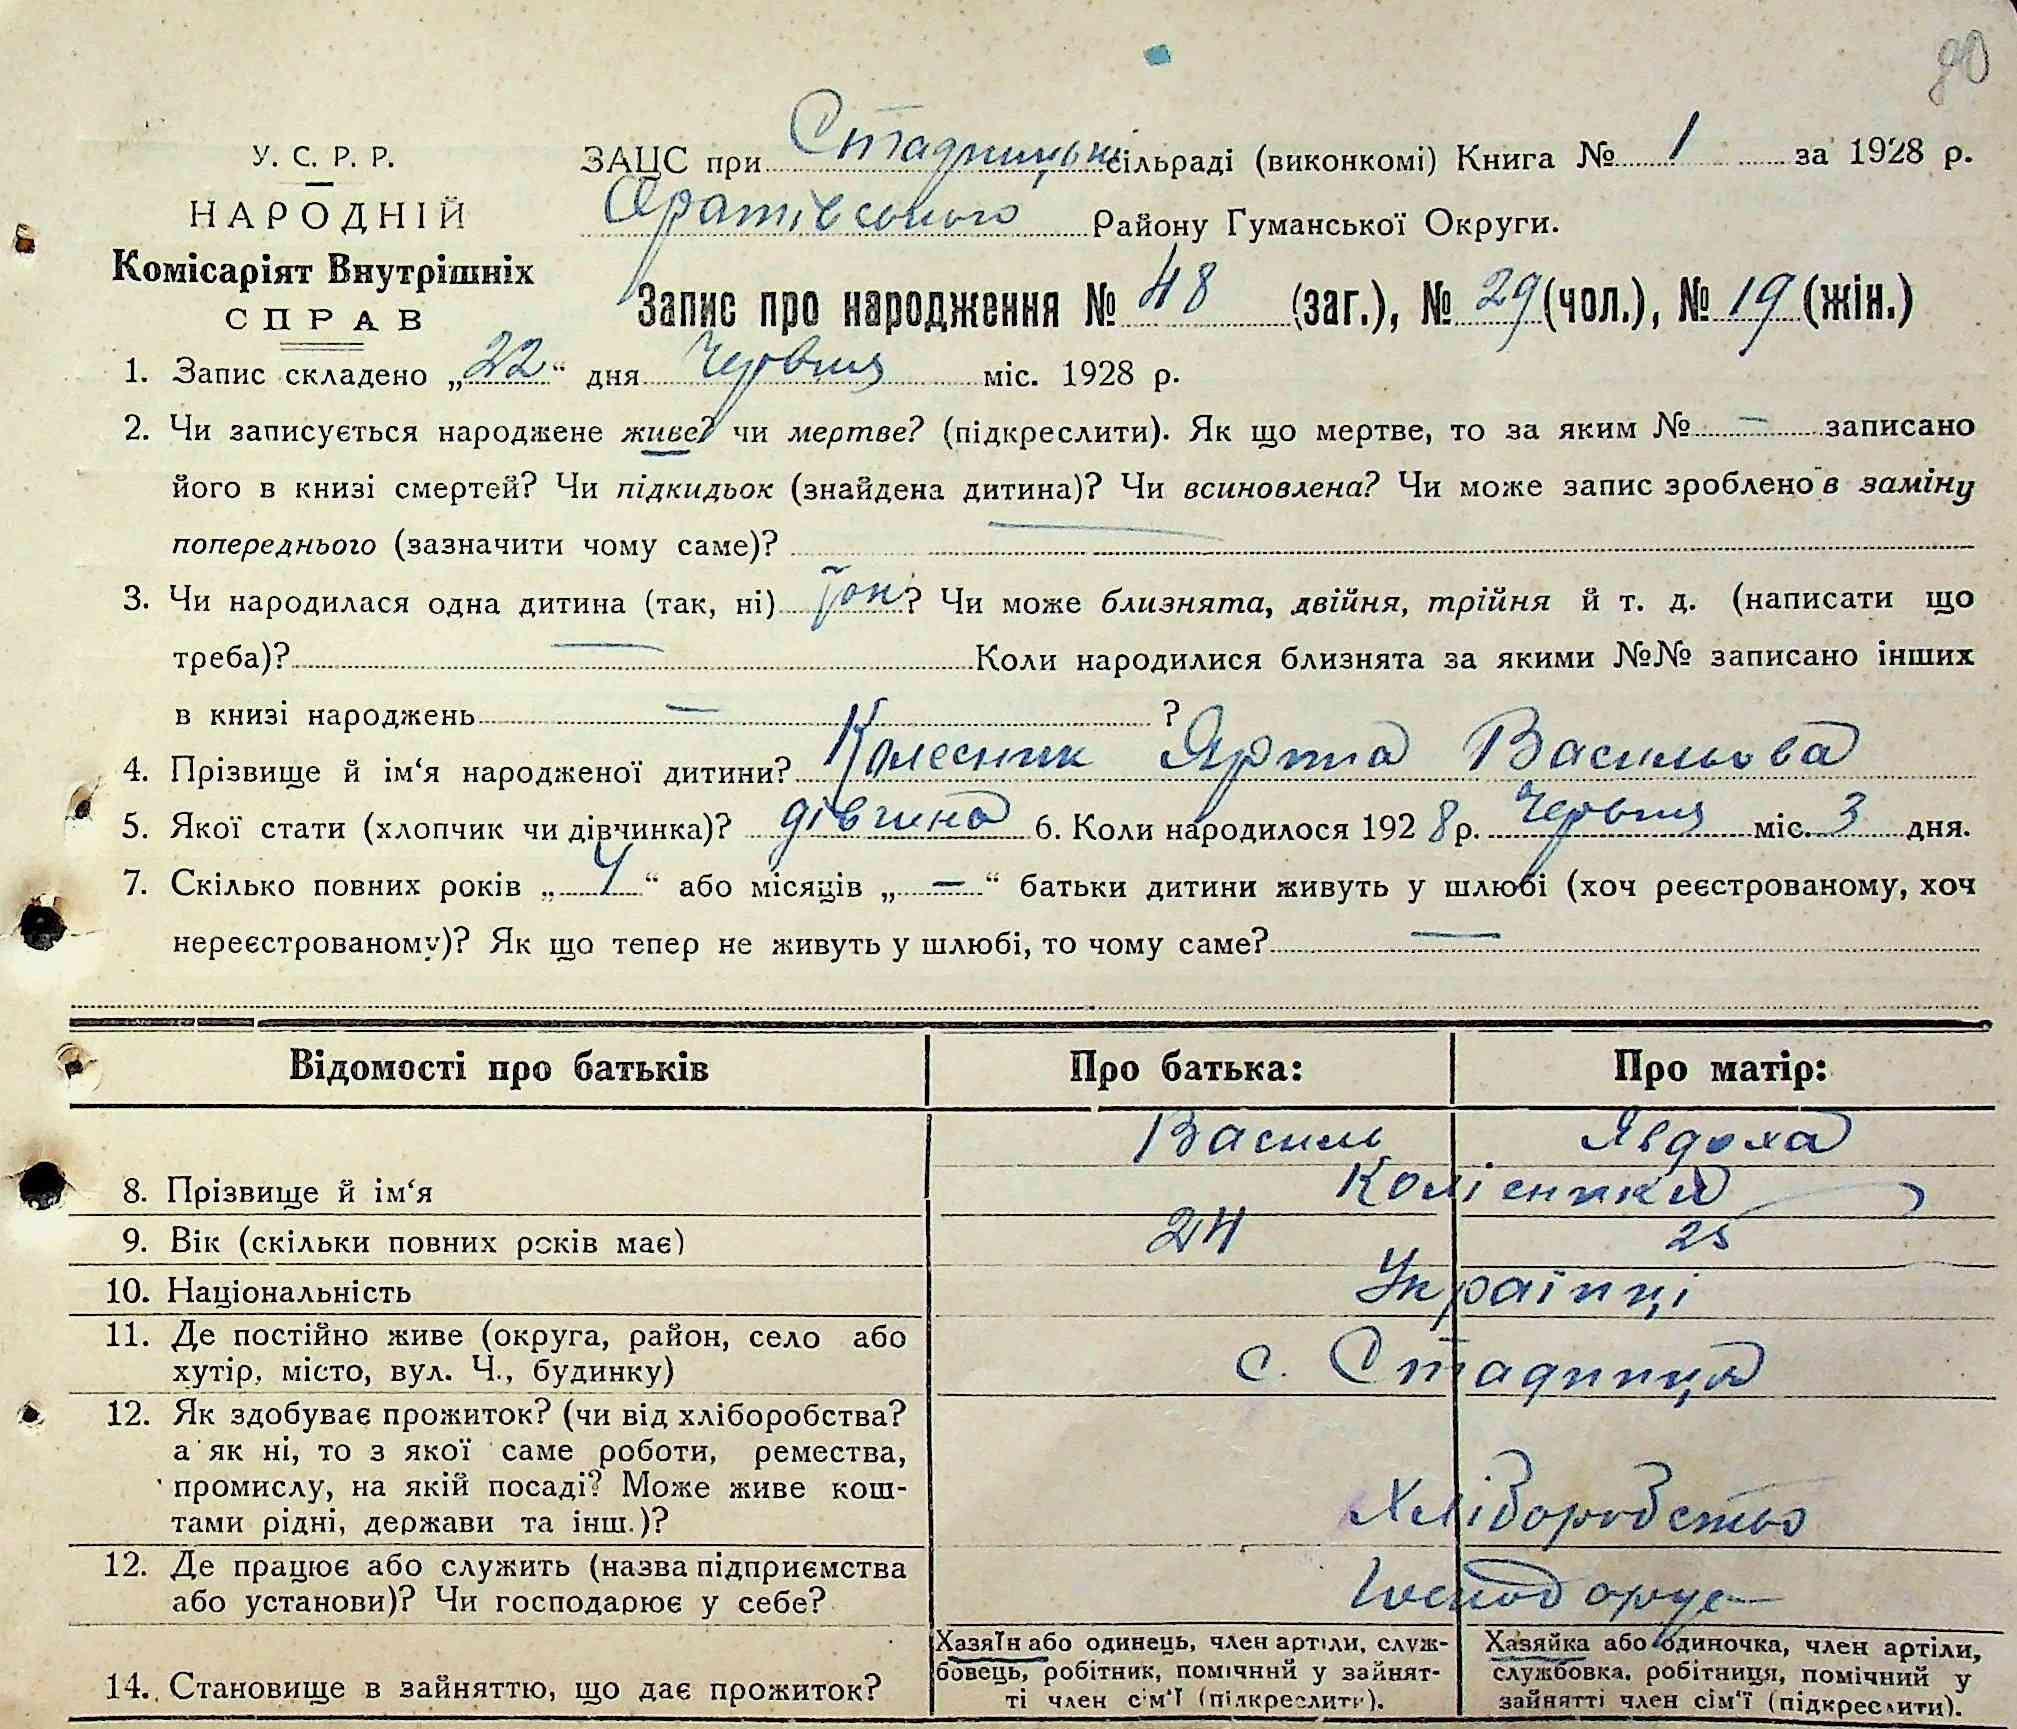 90
У. С. Р. Р.
НАРОДНІЙ
Комісаріят Внутрішніх
СПРАВ
ЗАЦС при Стадницькій сільраді (виконкомі) Книга № 1 за 1928 р.
Оратівського Району Гуманської Округи.
Запис про народження № 48 (заг.), № 29 (чол.), № 19 (жін.)
1. Запис складено „22“ дня Червня міс. 1928 р.
2. Чи записується народжене живе? чи мертве? (підкреслити). Як що мертве, то за яким № — записано
його в книзі смертей? Чи підкидьок (знайдена дитина)? Чи всиновлена? Чи може запис зроблено в заміну
попереднього (зазначити чому саме)? —
3. Чи народилася одна дитина (так, ні) так? Чи може близнята, двійня, трійня й т. д. (написати що
треба)? — Коли народилися близнята за якими №№ записано інших
в книзі народжень — ?
4. Прізвище й ім‘я народженої дитини? Колесник Ярина Васильова
5. Якої стати (хлопчик чи дівчинка)? дівчина 6. Коли народилося 1928 р. Червня міс. 3 дня.
7. Скілько повних років „4“ або місяців „—“ батьки дитини живуть у шлюбі (хоч реєстрованому, хоч
нереєстрованому)? Як що тепер не живуть у шлюбі, то чому саме? —
Відомості про батьків Про батька: Про матір:
Василь Явдоха
8. Прізвище й ім‘я Колісники
9. Вік (скільки повних років має) 24 25
10. Національність Українці
11. Де постійно живе (округа, район, село або
хутір, місто, вул. Ч., будинку) с. Стадниця
12. Як здобуває прожиток? (чи від хліборобства?
а як ні, то з якої саме роботи, ремества,
промислу, на якій посаді? Може живе кош-
тами рідні, держави та інш.)? Хліборобство
12. Де працює або служить (назва підприємства
або установи)? Чи господарює у себе? Господарує
14. Становище в зайняттю, що дає прожиток?
Хазяїн або одинець, член артіли, служ-
бовець, робітник, помічний у зайнят-
ті член сім‘ї (підкреслити).
Хазяйка або одиночка, член артіли,
службовка, робітниця, помічний у
зайнятті член сім‘ї (підкреслити).